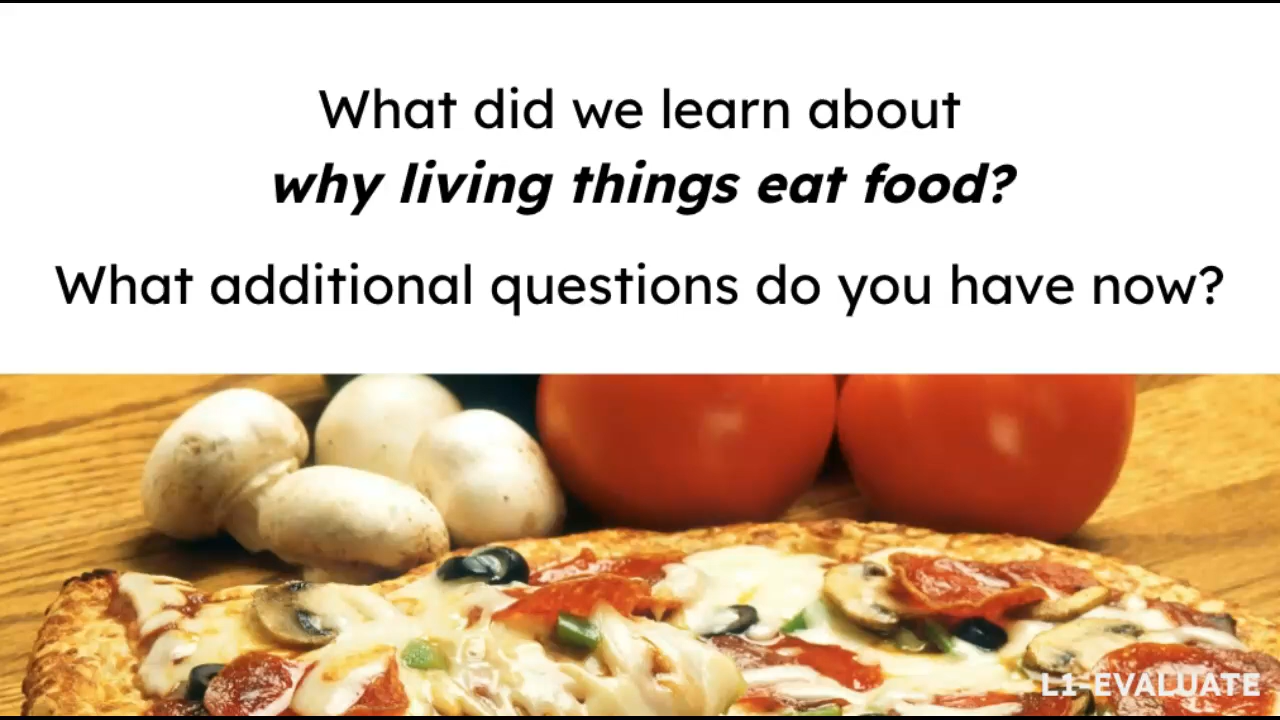 What did we learn about
why living things eat food?
What additional questions do you have now?
L1-EVALUATE